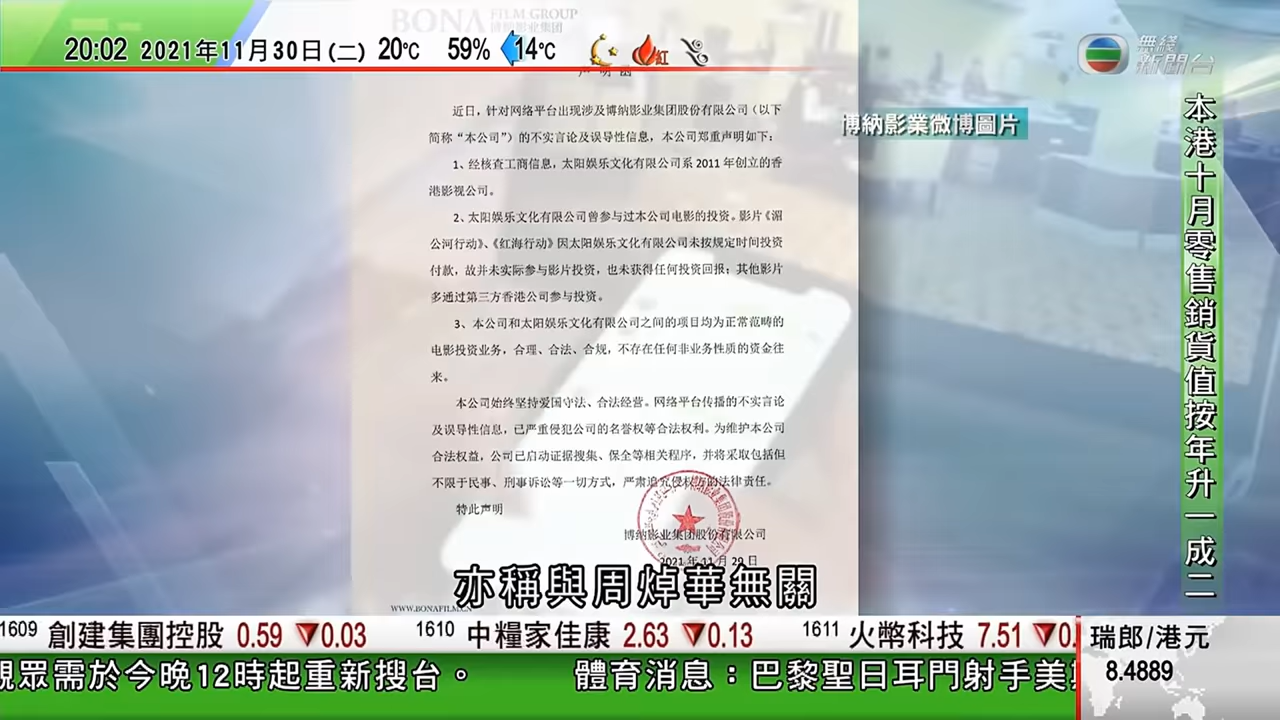 BONA FILM GROUP
博纳影业集团
20:02 2021年11月30日(二) 20℃ 59% 14℃
紅
無綫
新聞台
博納影業微博圖片
近日，针对网络平台出现涉及博纳影业集团股份有限公司（以下
简称“本公司”）的不实言论及误导性信息，本公司郑重声明如下：
1、经核查工商信息，太阳娱乐文化有限公司系 2011 年创立的香
港影视公司。
2、太阳娱乐文化有限公司曾参与过本公司电影的投资。影片《湄
公河行动》、《红海行动》因太阳娱乐文化有限公司未按规定时间投资
付款，故并未实际参与影片投资，也未获得任何投资回报；其他影片
多通过第三方香港公司参与投资。
3、本公司和太阳娱乐文化有限公司之间的项目均为正常范畴的
电影投资业务，合理、合法、合规，不存在任何非业务性质的资金往
来。
本公司始终坚持爱国守法、合法经营。网络平台传播的不实言论
及误导性信息，已严重侵犯公司的名誉权等合法权利。为维护本公司
合法权益，公司已启动证据搜集、保全等相关程序，并将采取包括但
不限于民事、刑事诉讼等一切方式，严肃追究侵权方的法律责任。
特此声明
博纳影业集团股份有限公司
2021 年 11 月 29 日
WWW.BONAFILM.CN
本港十月零售銷貨值按年升一成二
亦稱與周焯華無關
1609 創建集團控股 0.59 ▼0.03 1610 中糧家佳康 2.63 ▼0.13 1611 火幣科技 7.51 ▼0.
瑞郎/港元
8.4889
觀眾需於今晚12時起重新搜台。 體育消息：巴黎聖日耳門射手美